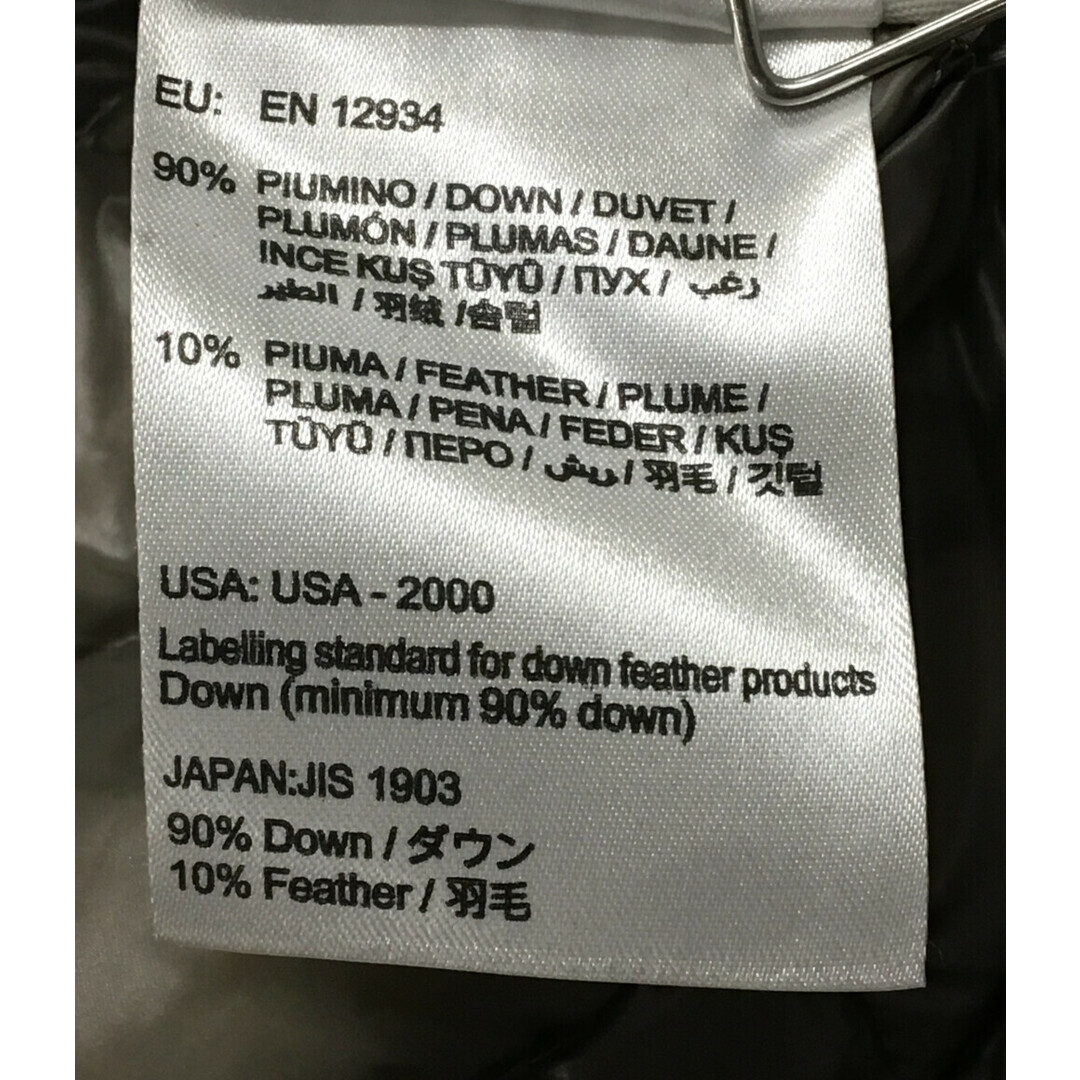 EU: EN 12934
90% PIUMINO / DOWN / DUVET /
PLUMÓN / PLUMAS / DAUNE /
INCE KUŞ TÜYÜ / ПУХ / زغب
الطير / 羽绒 / 솜털
10% PIUMA / FEATHER / PLUME /
PLUMA / PENA / FEDER / KUŞ
TÜYÜ / ПЕРО / ريش / 羽毛 / 깃털
USA: USA - 2000
Labelling standard for down feather products
Down (minimum 90% down)
JAPAN:JIS 1903
90% Down / ダウン
10% Feather / 羽毛